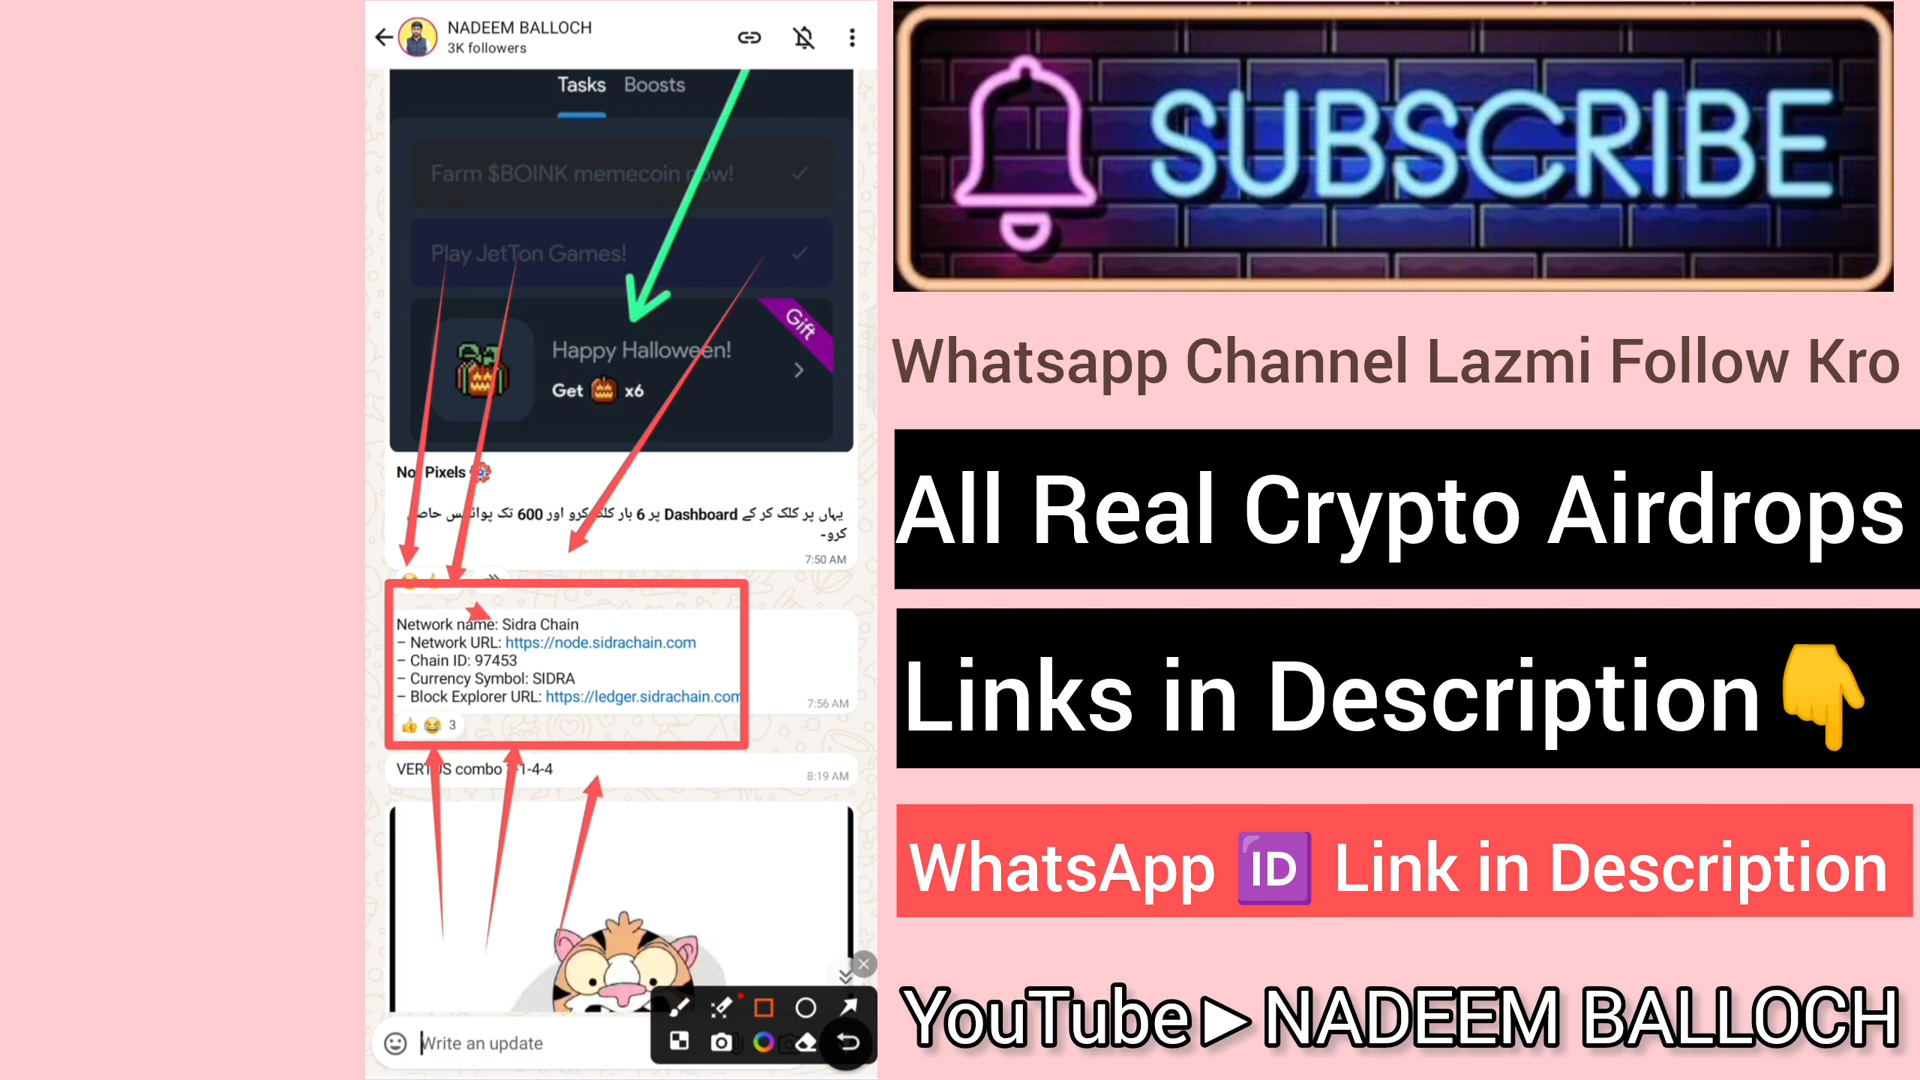 NADEEM BALLOCH
3K followers
Tasks Boosts
Farm $BOINK memecoin now!
Play JetTon Games!
Gift
Happy Halloween!
Get x6
Not Pixels
یہاں پر کلک کر کے Dashboard پر 6 بار کلک کرو اور 600 تک پوائنٹس حاصل
کرو-
7:50 AM
Network name: Sidra Chain
– Network URL: https://node.sidrachain.com
– Chain ID: 97453
– Currency Symbol: SIDRA
– Block Explorer URL: https://ledger.sidrachain.com
7:56 AM
👍 😂 3
VERTUS combo -1-4-4
8:19 AM
Write an update
SUBSCRIBE
Whatsapp Channel Lazmi Follow Kro
All Real Crypto Airdrops
Links in Description👇
WhatsApp 🆔 Link in Description
YouTube►NADEEM BALLOCH